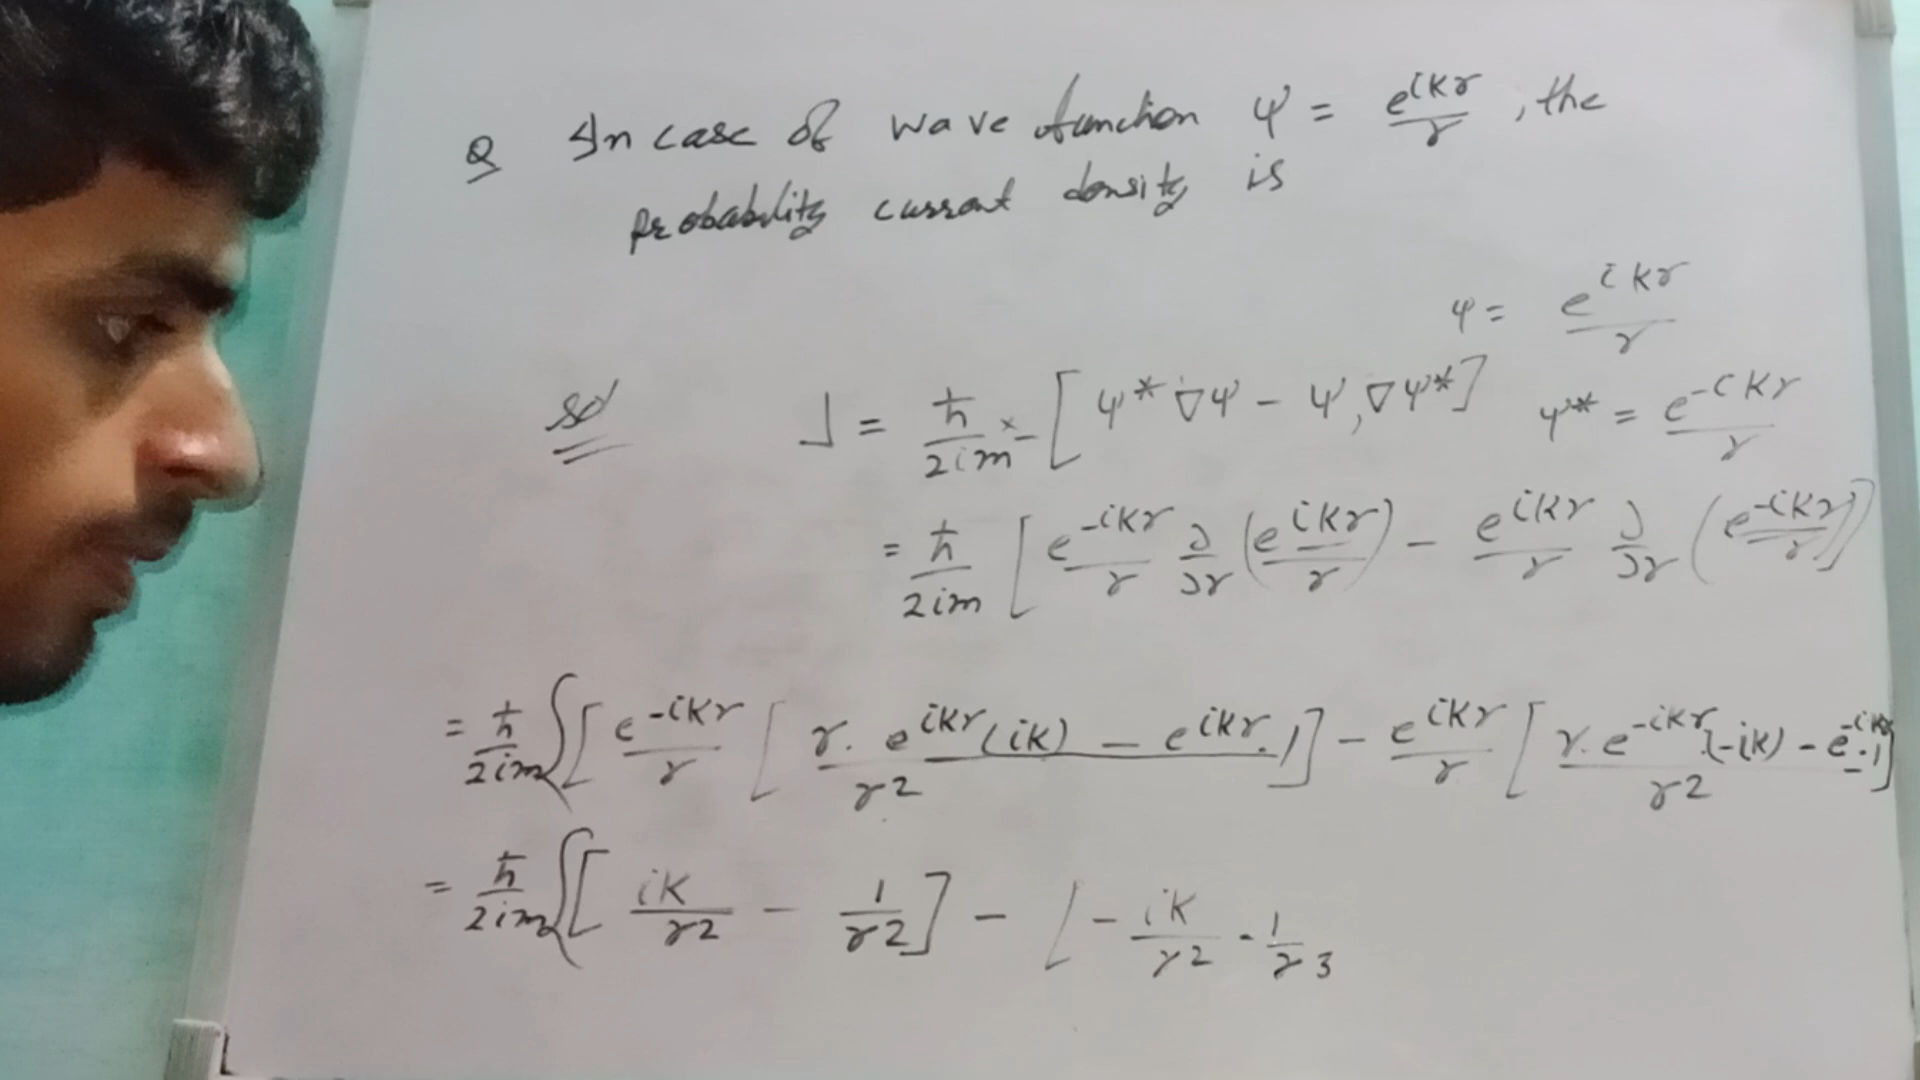 Q In case of wave function ψ = e^{ikr}/r , the
probability current density is
ψ = e^{ikr}/r
sol J = ħ/2im × [ψ* ∇ψ - ψ, ∇ψ*] ψ* = e^{-ikr}/r
= ħ/2im [e^{-ikr}/r ∂/∂r (e^{ikr}/r) - e^{ikr}/r ∂/∂r (e^{-ikr}/r)]
= ħ/2im {[e^{-ikr}/r [r. e^{ikr}(ik) - e^{ikr}.1/r2] - e^{ikr}/r [r. e^{-ikr}(-ik) - e^{-ikr}.1/r2]
= ħ/2im {[ik/r2 - 1/r2] - [-ik/r2 - 1/r3